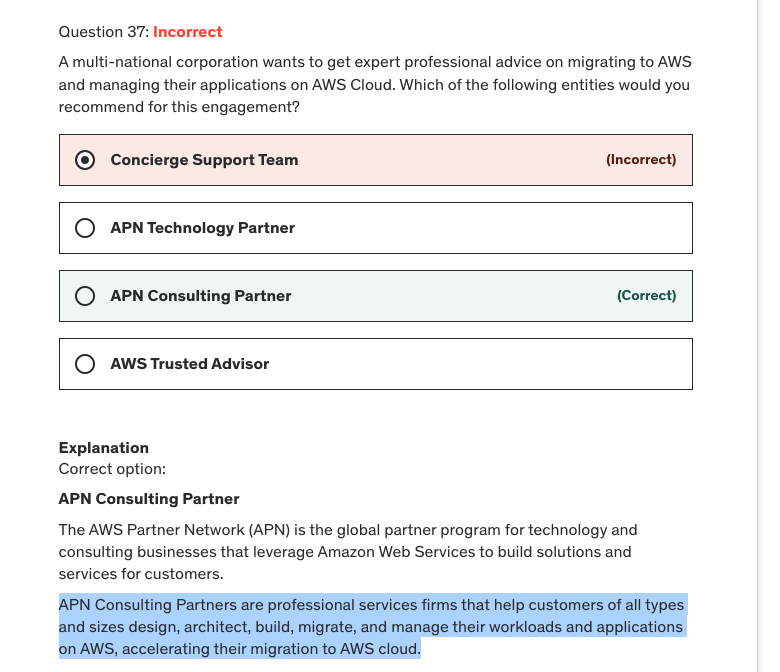 Question 37: Incorrect
A multi-national corporation wants to get expert professional advice on migrating to AWS
and managing their applications on AWS Cloud. Which of the following entities would you
recommend for this engagement?
Concierge Support Team (Incorrect)
APN Technology Partner
APN Consulting Partner (Correct)
AWS Trusted Advisor
Explanation
Correct option:
APN Consulting Partner
The AWS Partner Network (APN) is the global partner program for technology and
consulting businesses that leverage Amazon Web Services to build solutions and
services for customers.
APN Consulting Partners are professional services firms that help customers of all types
and sizes design, architect, build, migrate, and manage their workloads and applications
on AWS, accelerating their migration to AWS cloud.